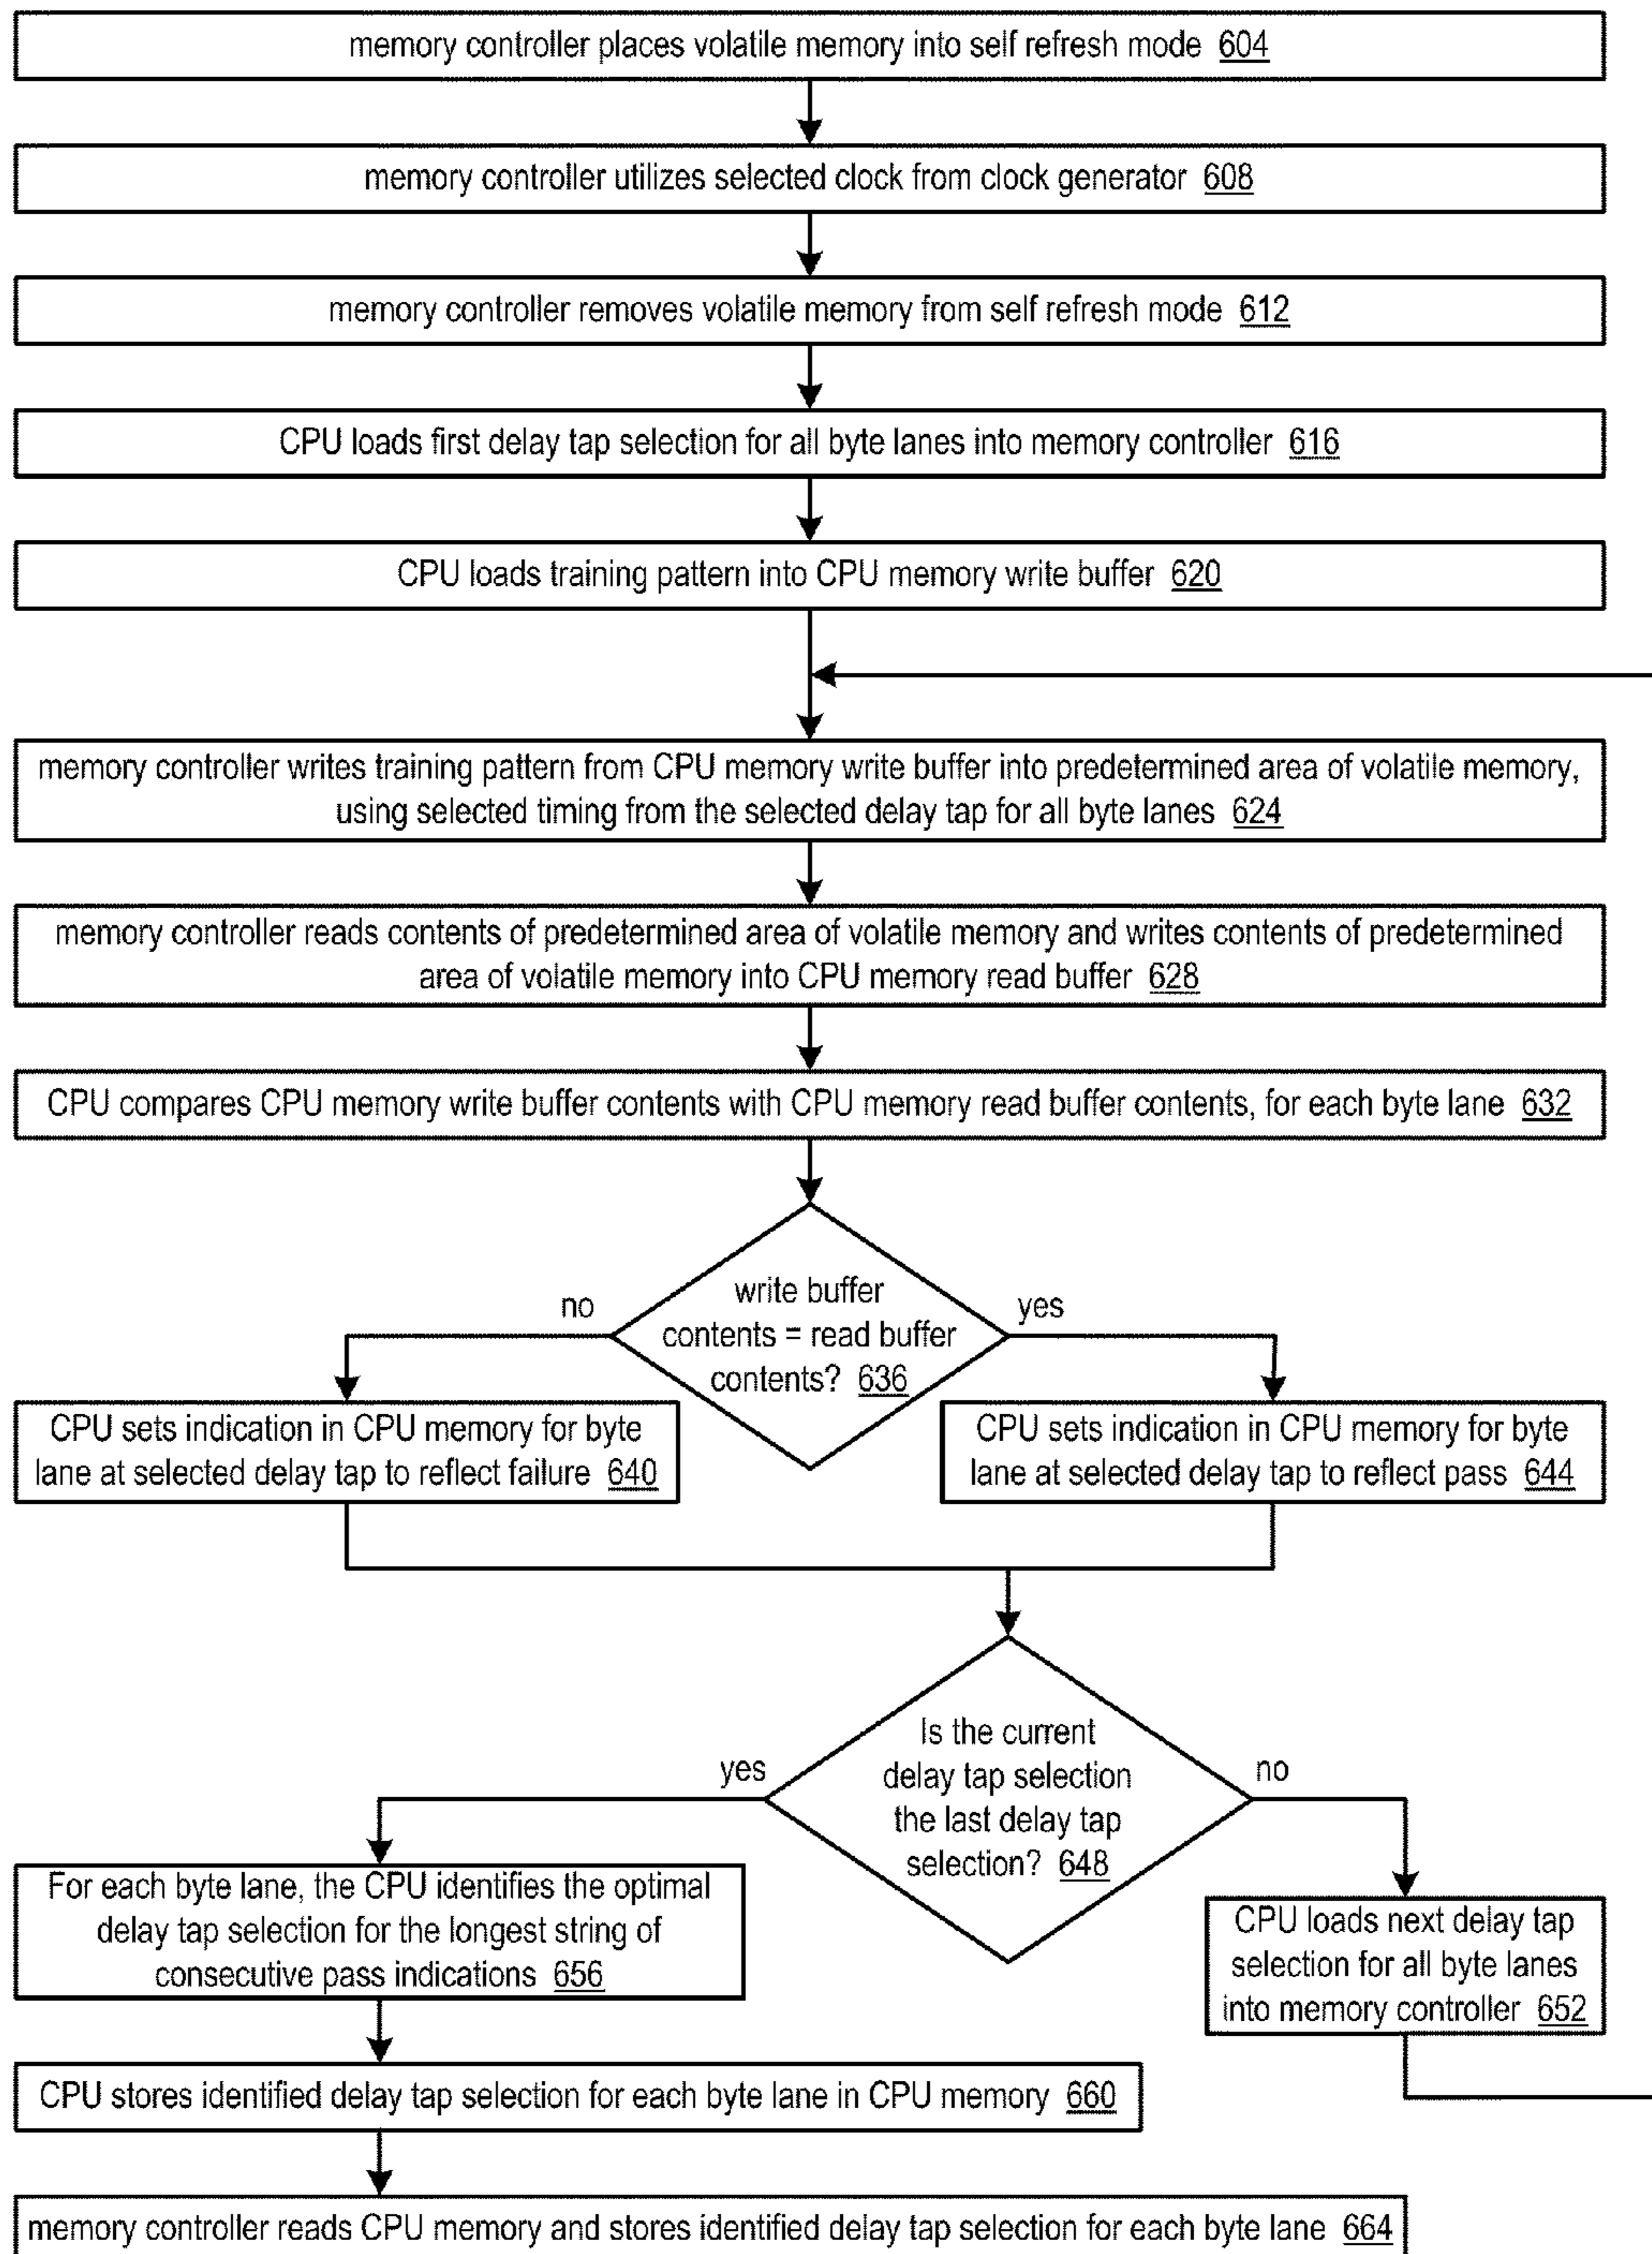 memory controller places volatile memory into self refresh mode 604
memory controller utilizes selected clock from clock generator 608
memory controller removes volatile memory from self refresh mode 612
CPU loads first delay tap selection for all byte lanes into memory controller 616
CPU loads training pattern into CPU memory write buffer 620
memory controller writes training pattern from CPU memory write buffer into predetermined area of volatile memory,
using selected timing from the selected delay tap for all byte lanes 624
memory controller reads contents of predetermined area of volatile memory and writes contents of predetermined
area of volatile memory into CPU memory read buffer 628
CPU compares CPU memory write buffer contents with CPU memory read buffer contents, for each byte lane 632
write buffer
contents = read buffer
contents? 636
no
yes
CPU sets indication in CPU memory for byte
lane at selected delay tap to reflect failure 640
CPU sets indication in CPU memory for byte
lane at selected delay tap to reflect pass 644
Is the current
delay tap selection
the last delay tap
selection? 648
yes
no
For each byte lane, the CPU identifies the optimal
delay tap selection for the longest string of
consecutive pass indications 656
CPU loads next delay tap
selection for all byte lanes
into memory controller 652
CPU stores identified delay tap selection for each byte lane in CPU memory 660
memory controller reads CPU memory and stores identified delay tap selection for each byte lane 664